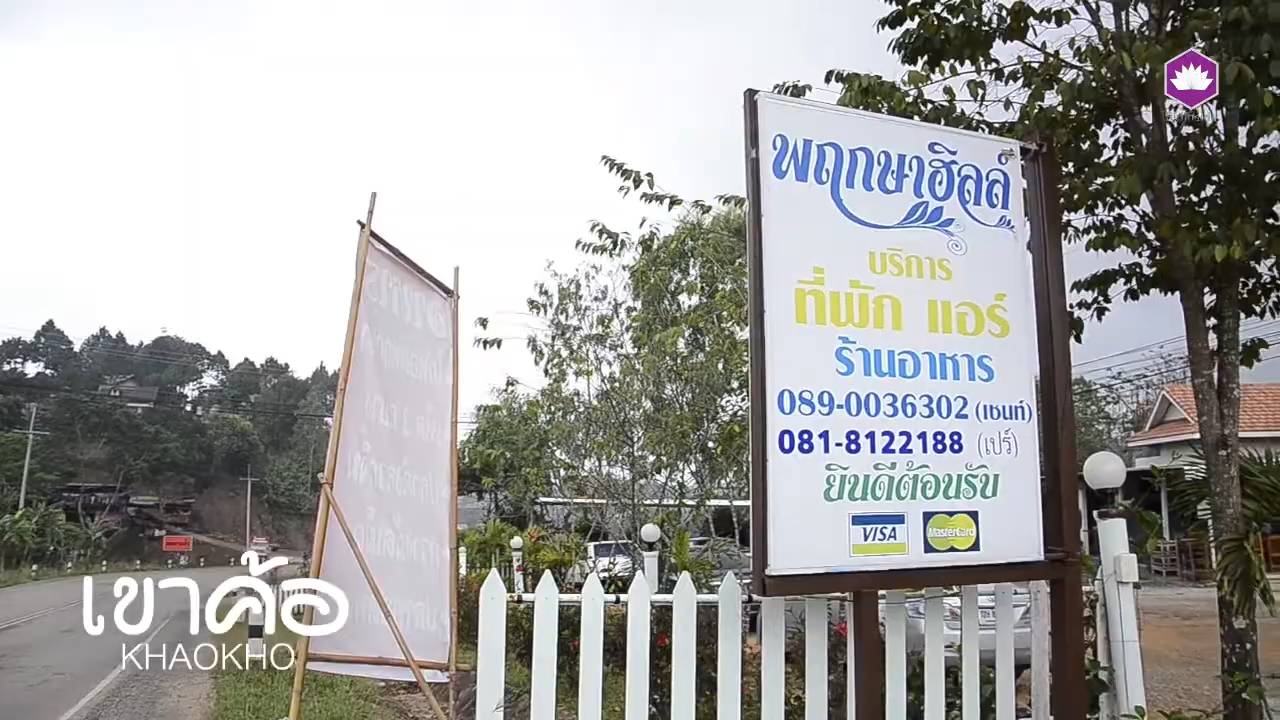 พฤกษาฮิลล์
บริการ
ที่พัก แอร์
ร้านอาหาร
089-0036302 (เชนท์)
081-8122188 (เปร์)
ยินดีต้อนรับ
VISA
MasterCard
เขาค้อ
KHAOKHO